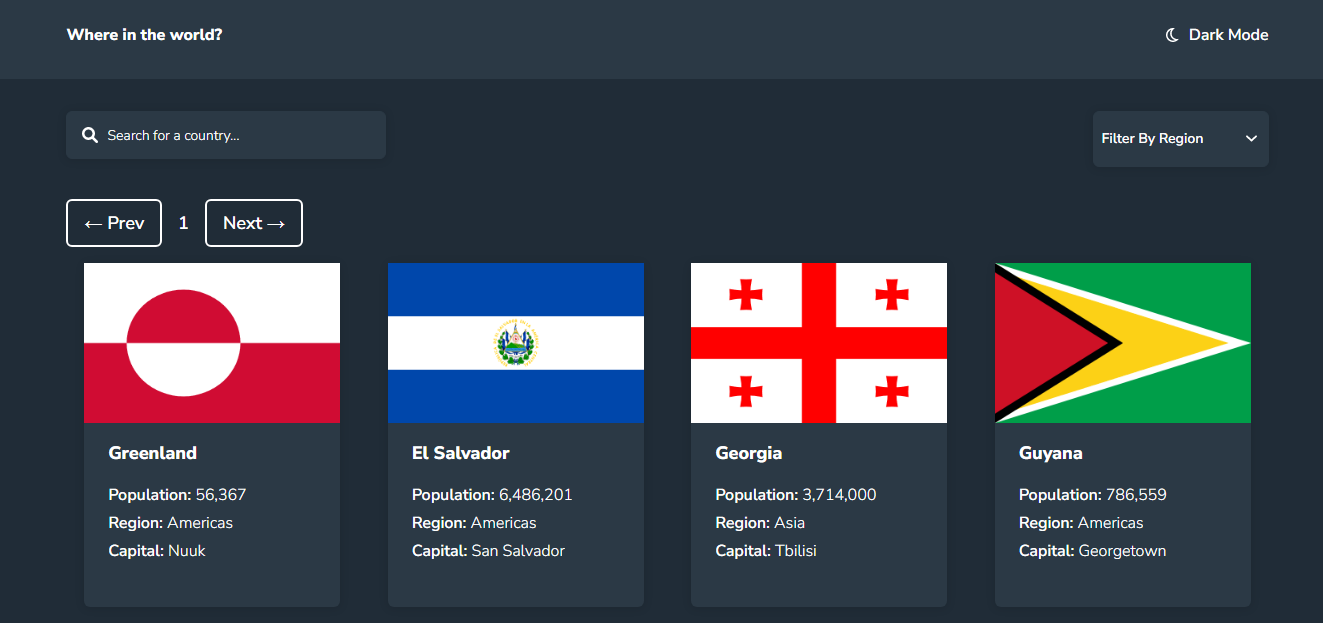 Where in the world?
Dark Mode
Search for a country...
Filter By Region
← Prev
1
Next →
Greenland
Population: 56,367
Region: Americas
Capital: Nuuk
El Salvador
Population: 6,486,201
Region: Americas
Capital: San Salvador
Georgia
Population: 3,714,000
Region: Asia
Capital: Tbilisi
Guyana
Population: 786,559
Region: Americas
Capital: Georgetown